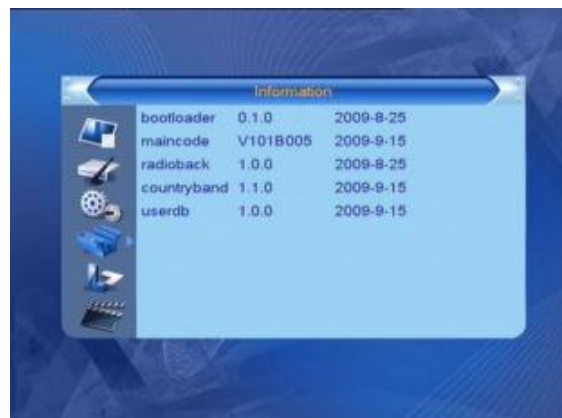 Information
bootloader 0.1.0 2009-8-25
maincode V101B005 2009-9-15
radioback 1.0.0 2009-8-25
countryband 1.1.0 2009-9-15
userdb 1.0.0 2009-9-15